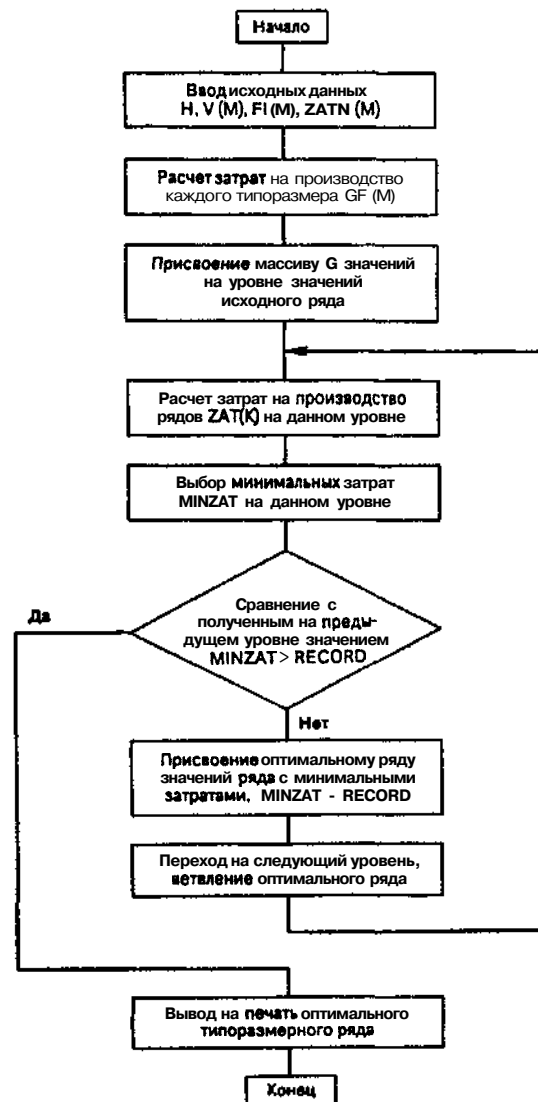 Начало
Ввод исходных данных
H, V (M), FI (M), ZATN (M)
Расчет затрат на производство
каждого типоразмера GF (M)
Присвоение массиву G значений
на уровне значений
исходного ряда
Расчет затрат на производство
рядов ZAT(K) на данном уровне
Выбор минимальных затрат
MINZAT на данном уровне
Да
Сравнение с
полученным на преды-
дущем уровне значением
MINZAT > RECORD
Нет
Присвоение оптимальному ряду
значений ряда с минимальными
затратами, MINZAT - RECORD
Переход на следующий уровень,
ветвление оптимального ряда
Вывод на печать оптимального
типоразмерного ряда
Конец